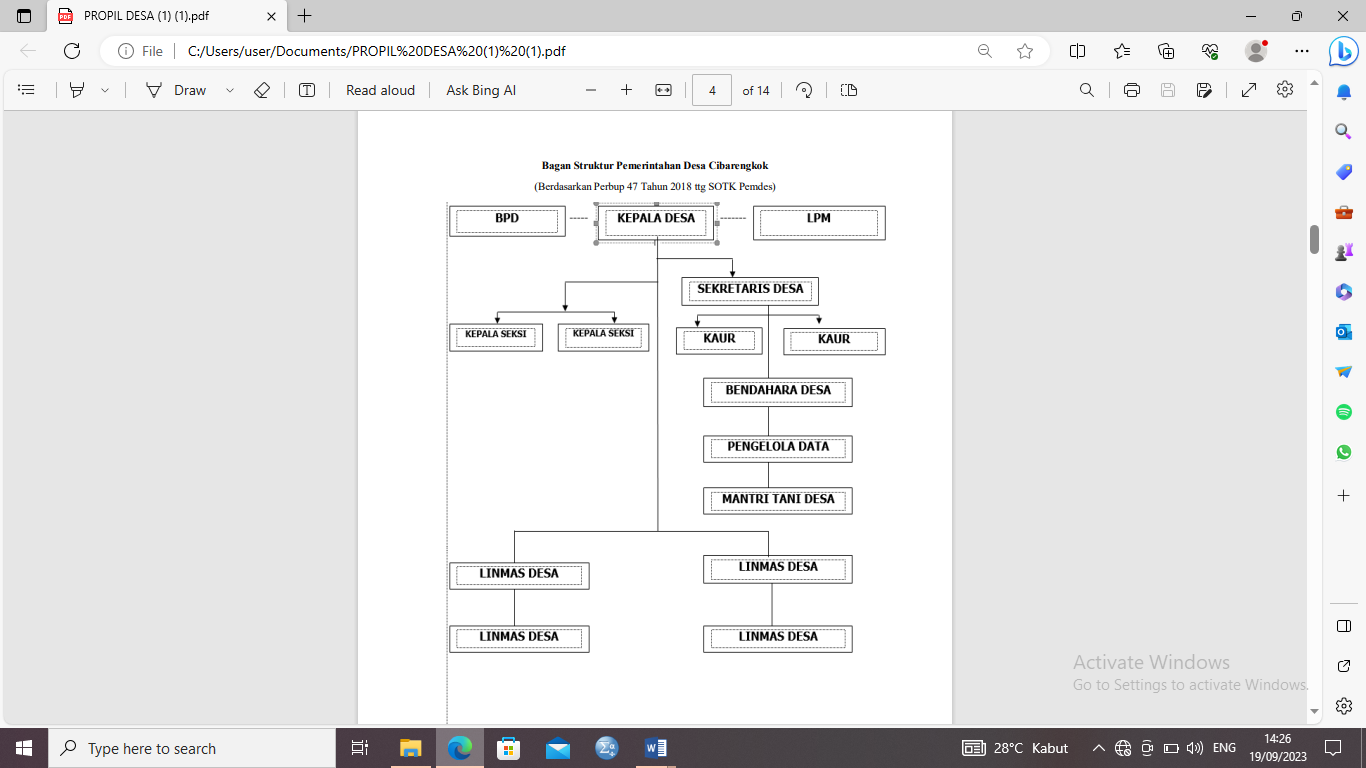 PROPIL DESA (1) (1).pdf
File
C:/Users/user/Documents/PROPIL%20DESA%20(1)%20(1).pdf
Draw
Read aloud
Ask Bing AI
4
of 14
Bagan Struktur Pemerintahan Desa Cibarengkok
(Berdasarkan Perbup 47 Tahun 2018 ttg SOTK Pemdes)
BPD
KEPALA DESA
LPM
SEKRETARIS DESA
KEPALA SEKSI
KEPALA SEKSI
KAUR
KAUR
BENDAHARA DESA
PENGELOLA DATA
MANTRI TANI DESA
LINMAS DESA
LINMAS DESA
LINMAS DESA
LINMAS DESA
Activate Windows
Go to Settings to activate Windows.
Type here to search
28°C Kabut
ENG
14:26
19/09/2023